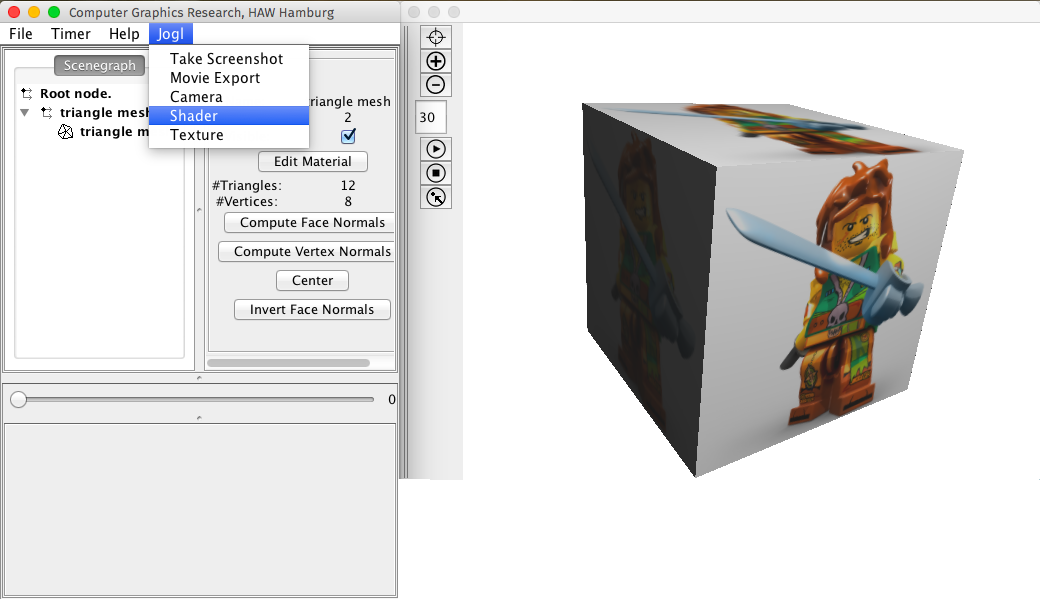 Computer Graphics Research, HAW Hamburg
File Timer Help Jogl
Take Screenshot
Movie Export
Camera
Shader
Texture
Scenegraph
Root node.
triangle mesh
triangle m
riangle mesh
2
Edit Material
#Triangles: 12
#Vertices: 8
Compute Face Normals
Compute Vertex Normals
Center
Invert Face Normals
0
30